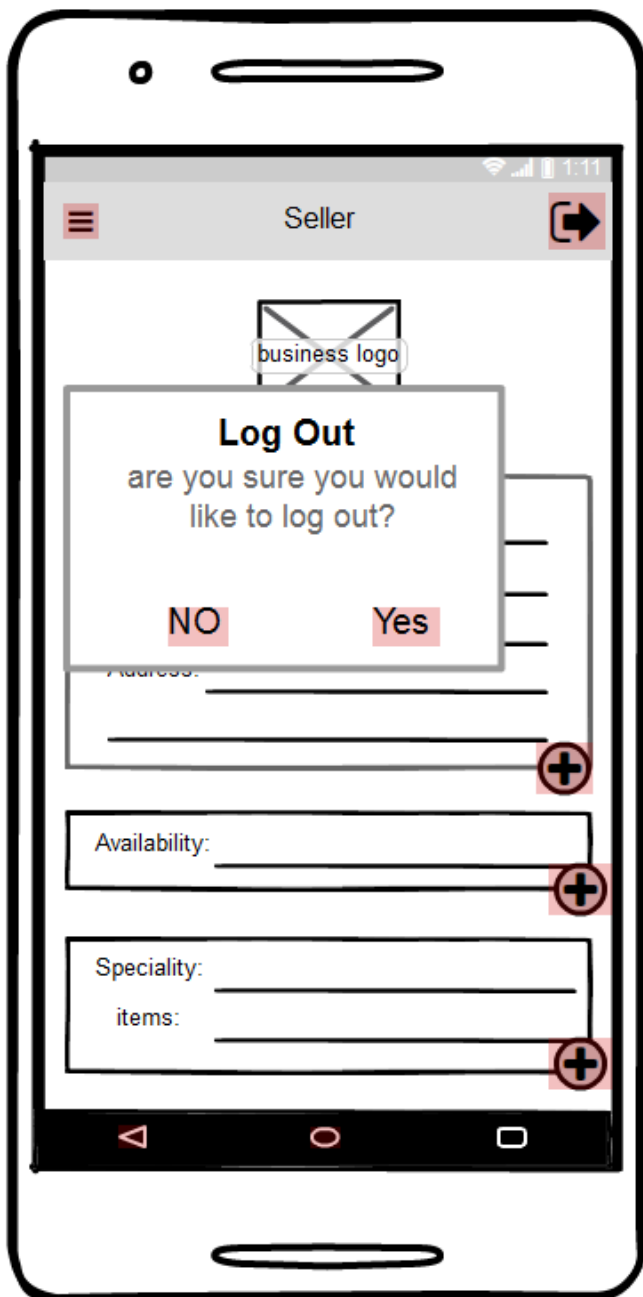 1:11
Seller
business logo
Log Out
are you sure you would
like to log out?
NO Yes
Address:
Availability:
Speciality:
items: